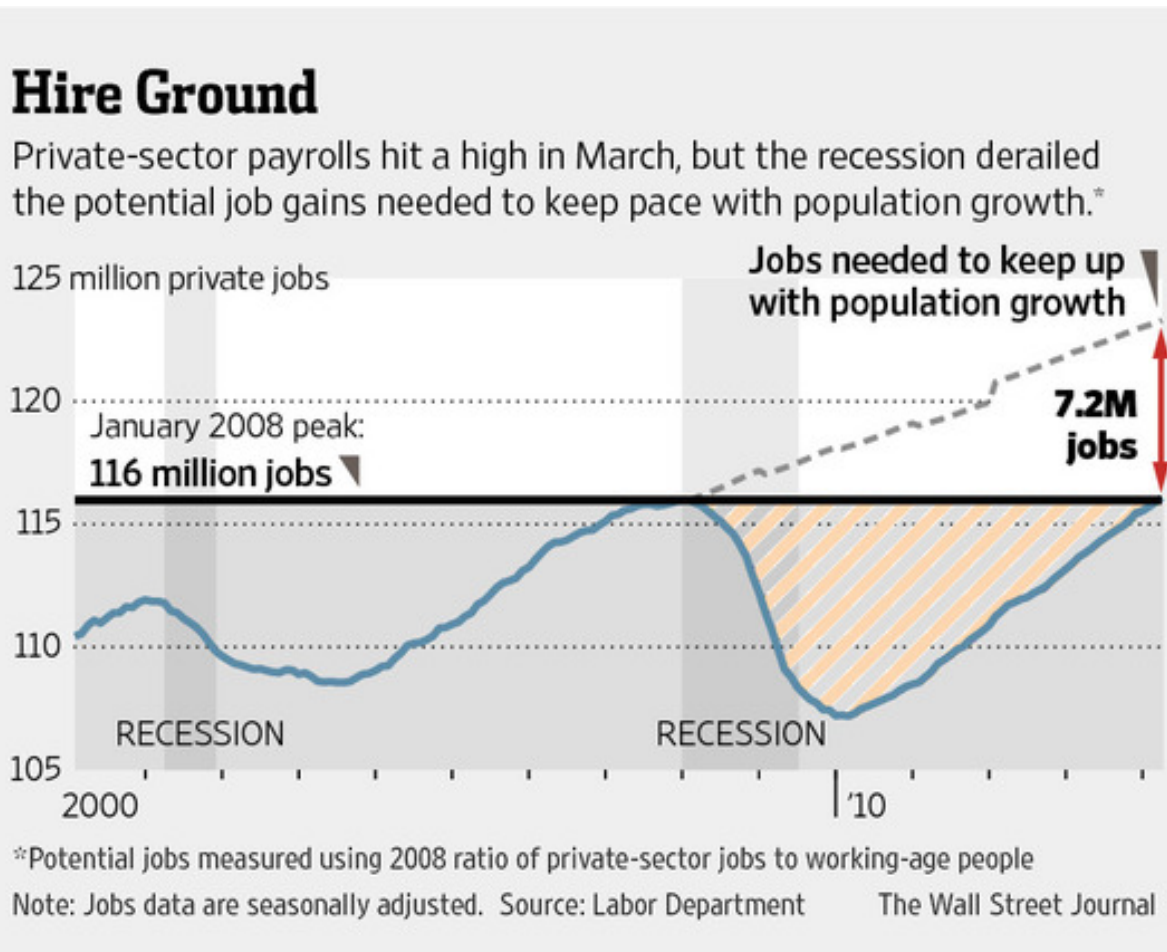 Hire Ground
Private-sector payrolls hit a high in March, but the recession derailed
the potential job gains needed to keep pace with population growth.*
125 million private jobs
Jobs needed to keep up
with population growth
120
January 2008 peak:
116 million jobs
7.2M
jobs
115
110
RECESSION
RECESSION
105
2000
'10
*Potential jobs measured using 2008 ratio of private-sector jobs to working-age people
Note: Jobs data are seasonally adjusted. Source: Labor Department
The Wall Street Journal